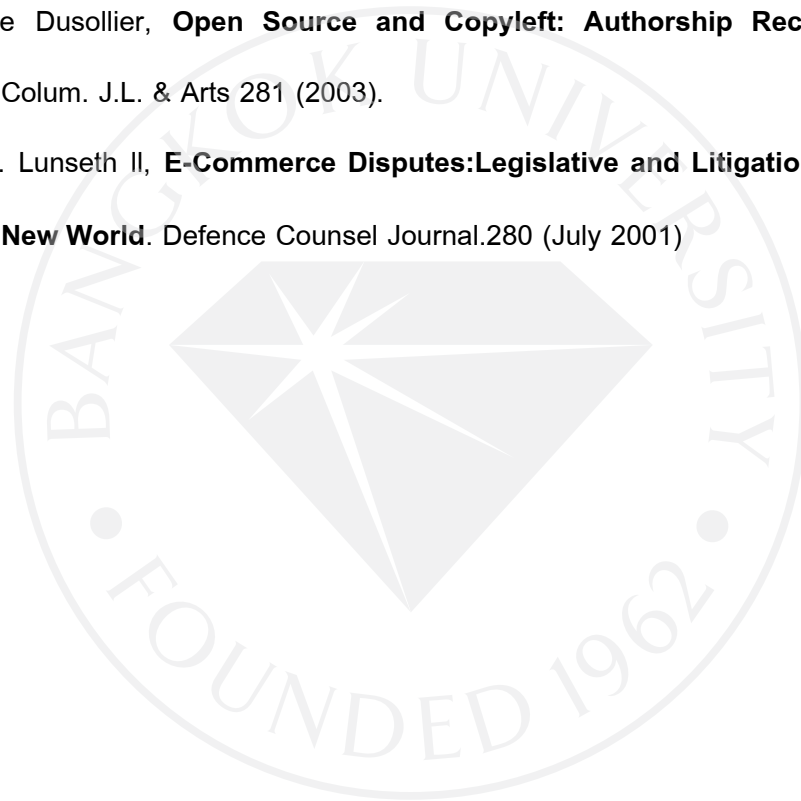 e Dusollier, Open Source and Copyleft: Authorship Rec
Colum. J.L. & Arts 281 (2003).
. Lunseth II, E-Commerce Disputes:Legislative and Litigatio
New World. Defence Counsel Journal.280 (July 2001)
BANGKOK UNIVERSITY
FOUNDED 1962